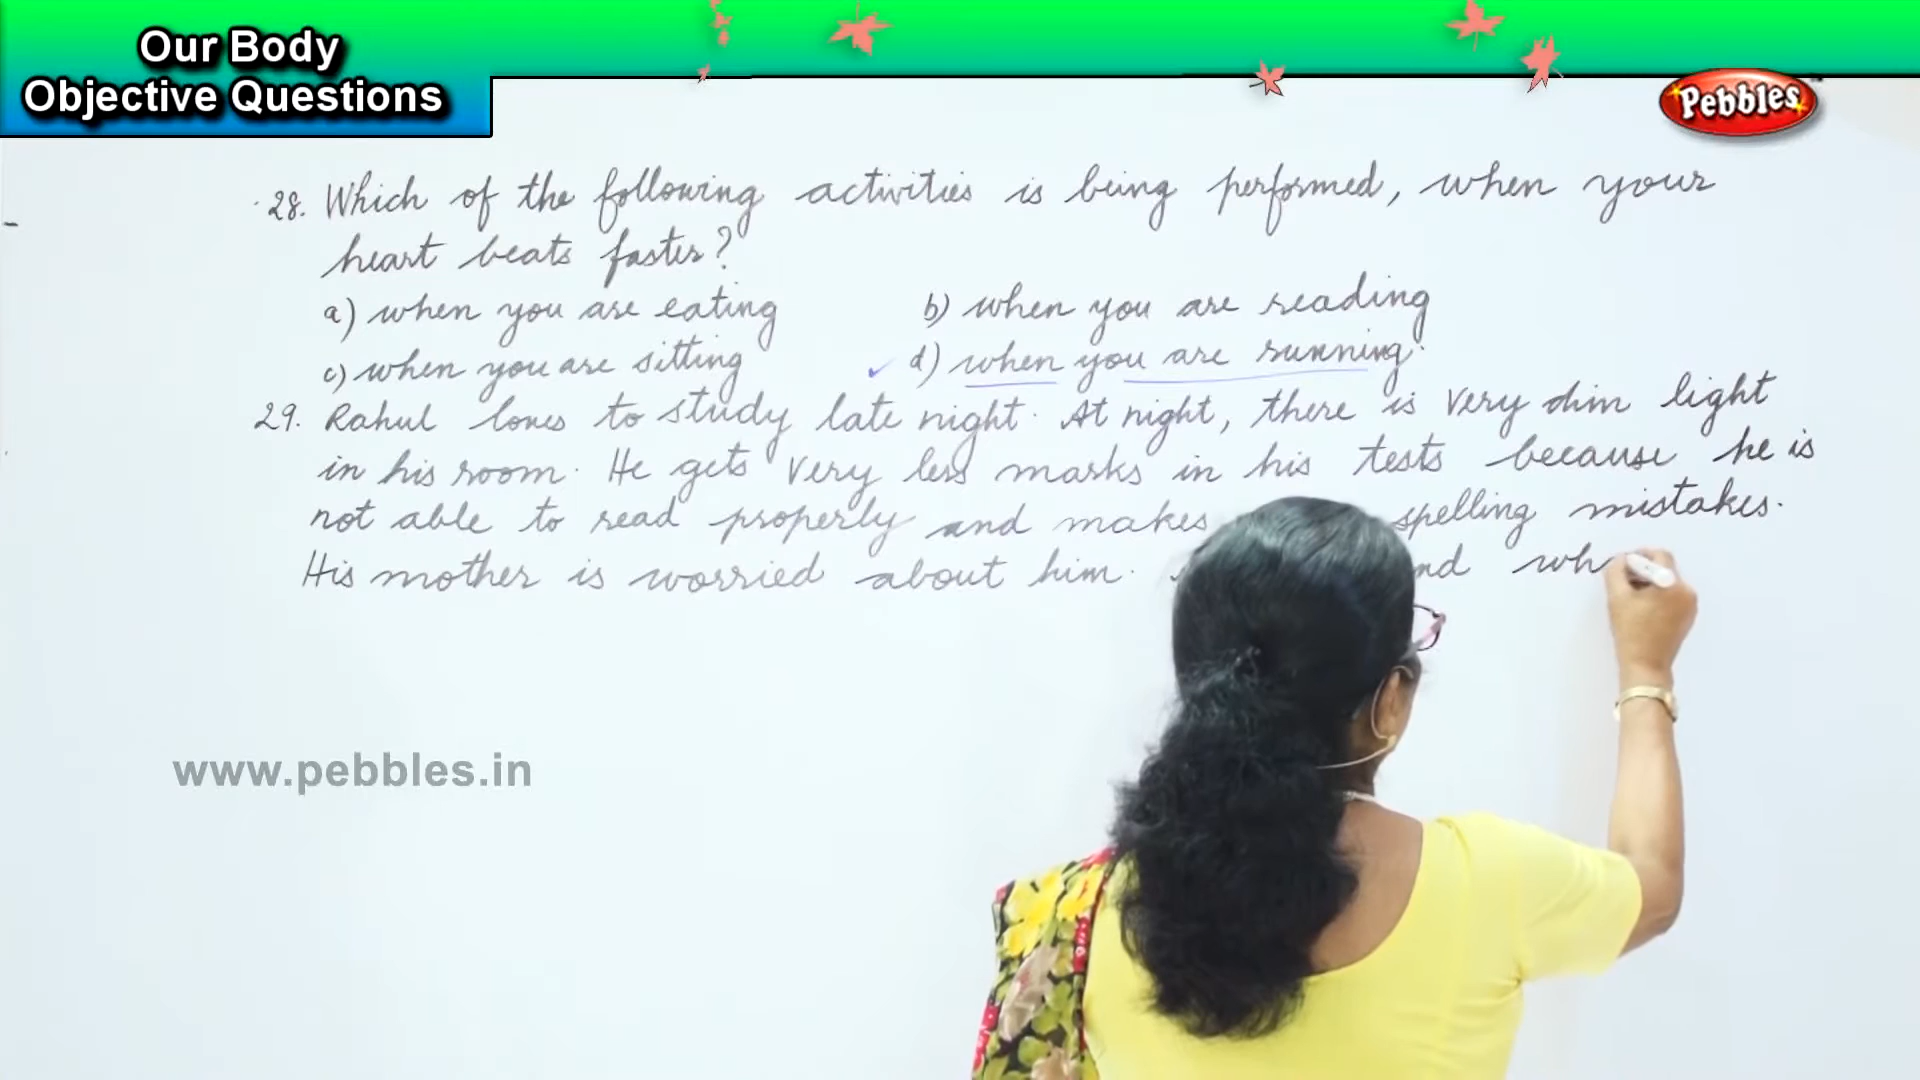 Our Body
Objective Questions
Pebbles
28. Which of the following activities is being performed, when your
heart beats faster?
a) when you are eating b) when you are reading
c) when you are sitting ✓ d) when you are running.
29. Rahul loves to study late night. At night, there is very dim light
in his room. He gets very less marks in his tests because he is
not able to read properly and makes spelling mistakes.
His mother is worried about him.
www.pebbles.in